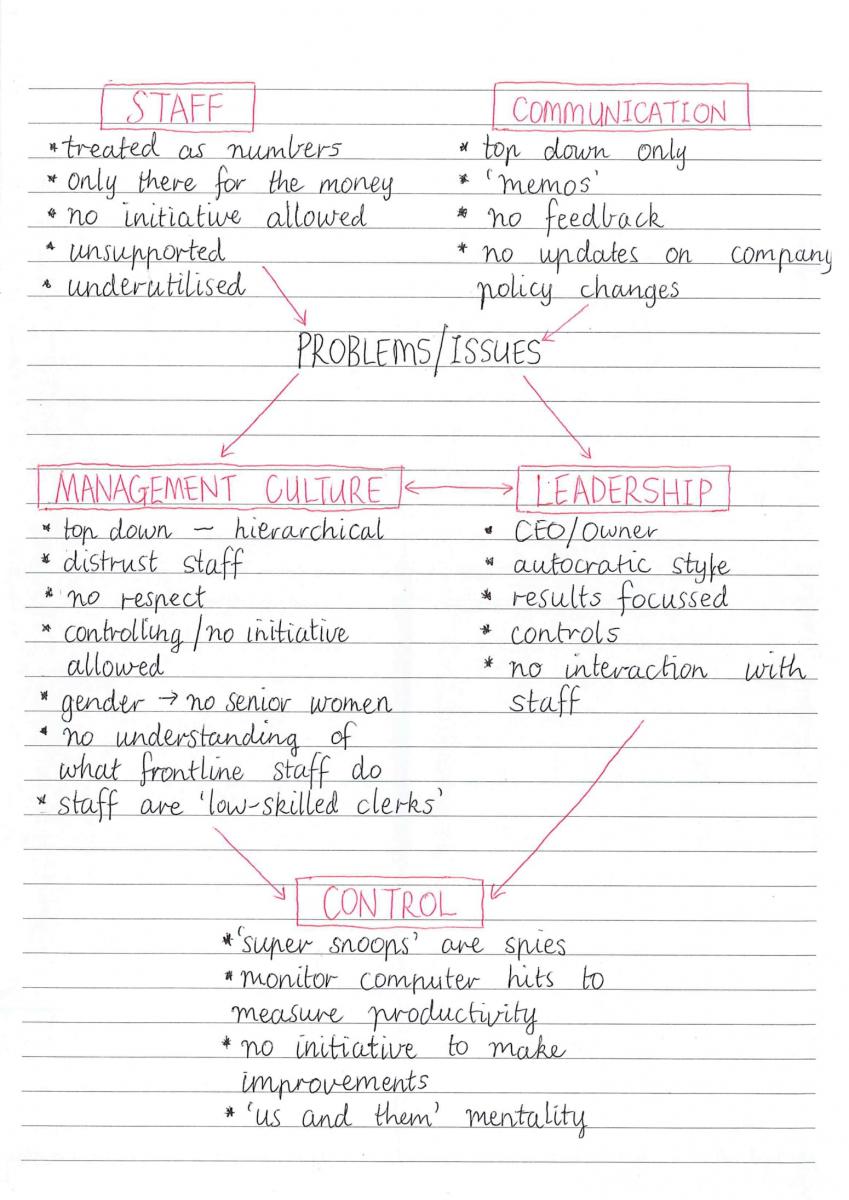 STAFF
*treated as numbers
* only there for the money
* no initiative allowed
* unsupported
* underutilised
COMMUNICATION
* top down only
* 'memos'
* no feedback
* no updates on company
policy changes
PROBLEMS/ISSUES
MANAGEMENT CULTURE
* top down – hierarchical
* distrust staff
* no respect
* controlling/no initiative
allowed
* gender → no senior women
* no understanding of
what frontline staff do
* staff are 'low-skilled clerks'
LEADERSHIP
* CEO/Owner
* autocratic style
* results focussed
* controls
* no interaction with
staff
CONTROL
*'super snoops' are spies
* monitor computer hits to
measure productivity
* no initiative to make
improvements
* 'us and them' mentality